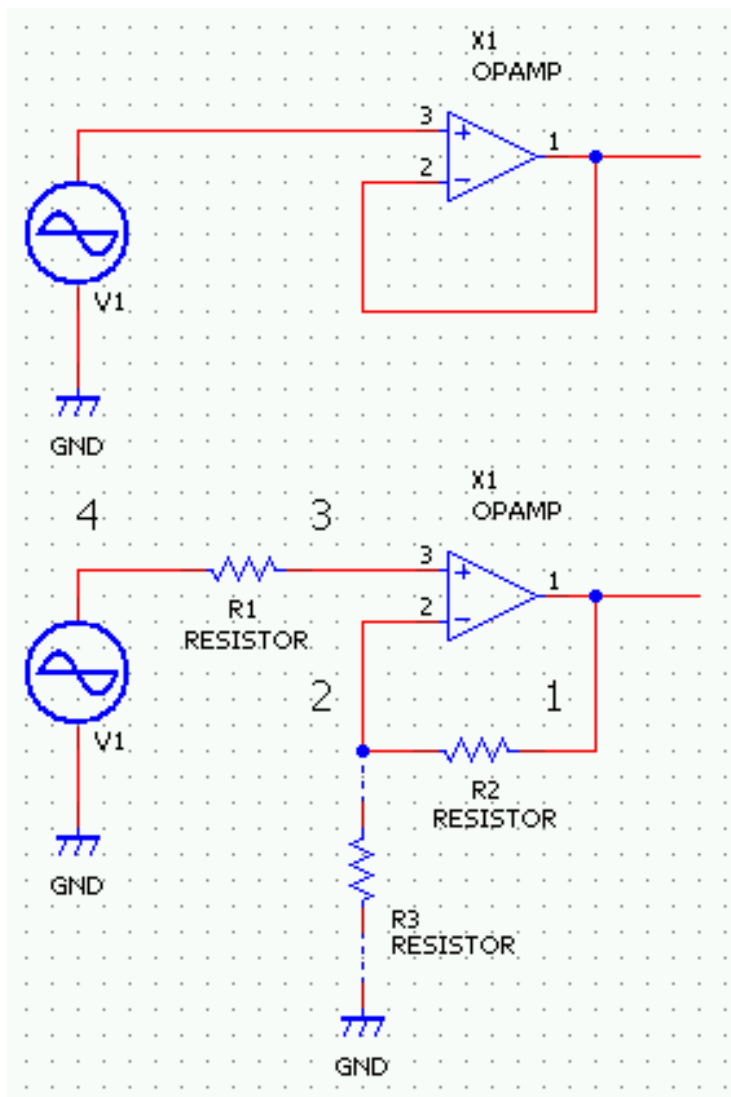 X1
OPAMP
3
+
1
2
−
V1
GND
X1
OPAMP
4
3
3
+
1
2
−
R1
RESISTOR
2
1
V1
R2
RESISTOR
GND
R3
RESISTOR
GND